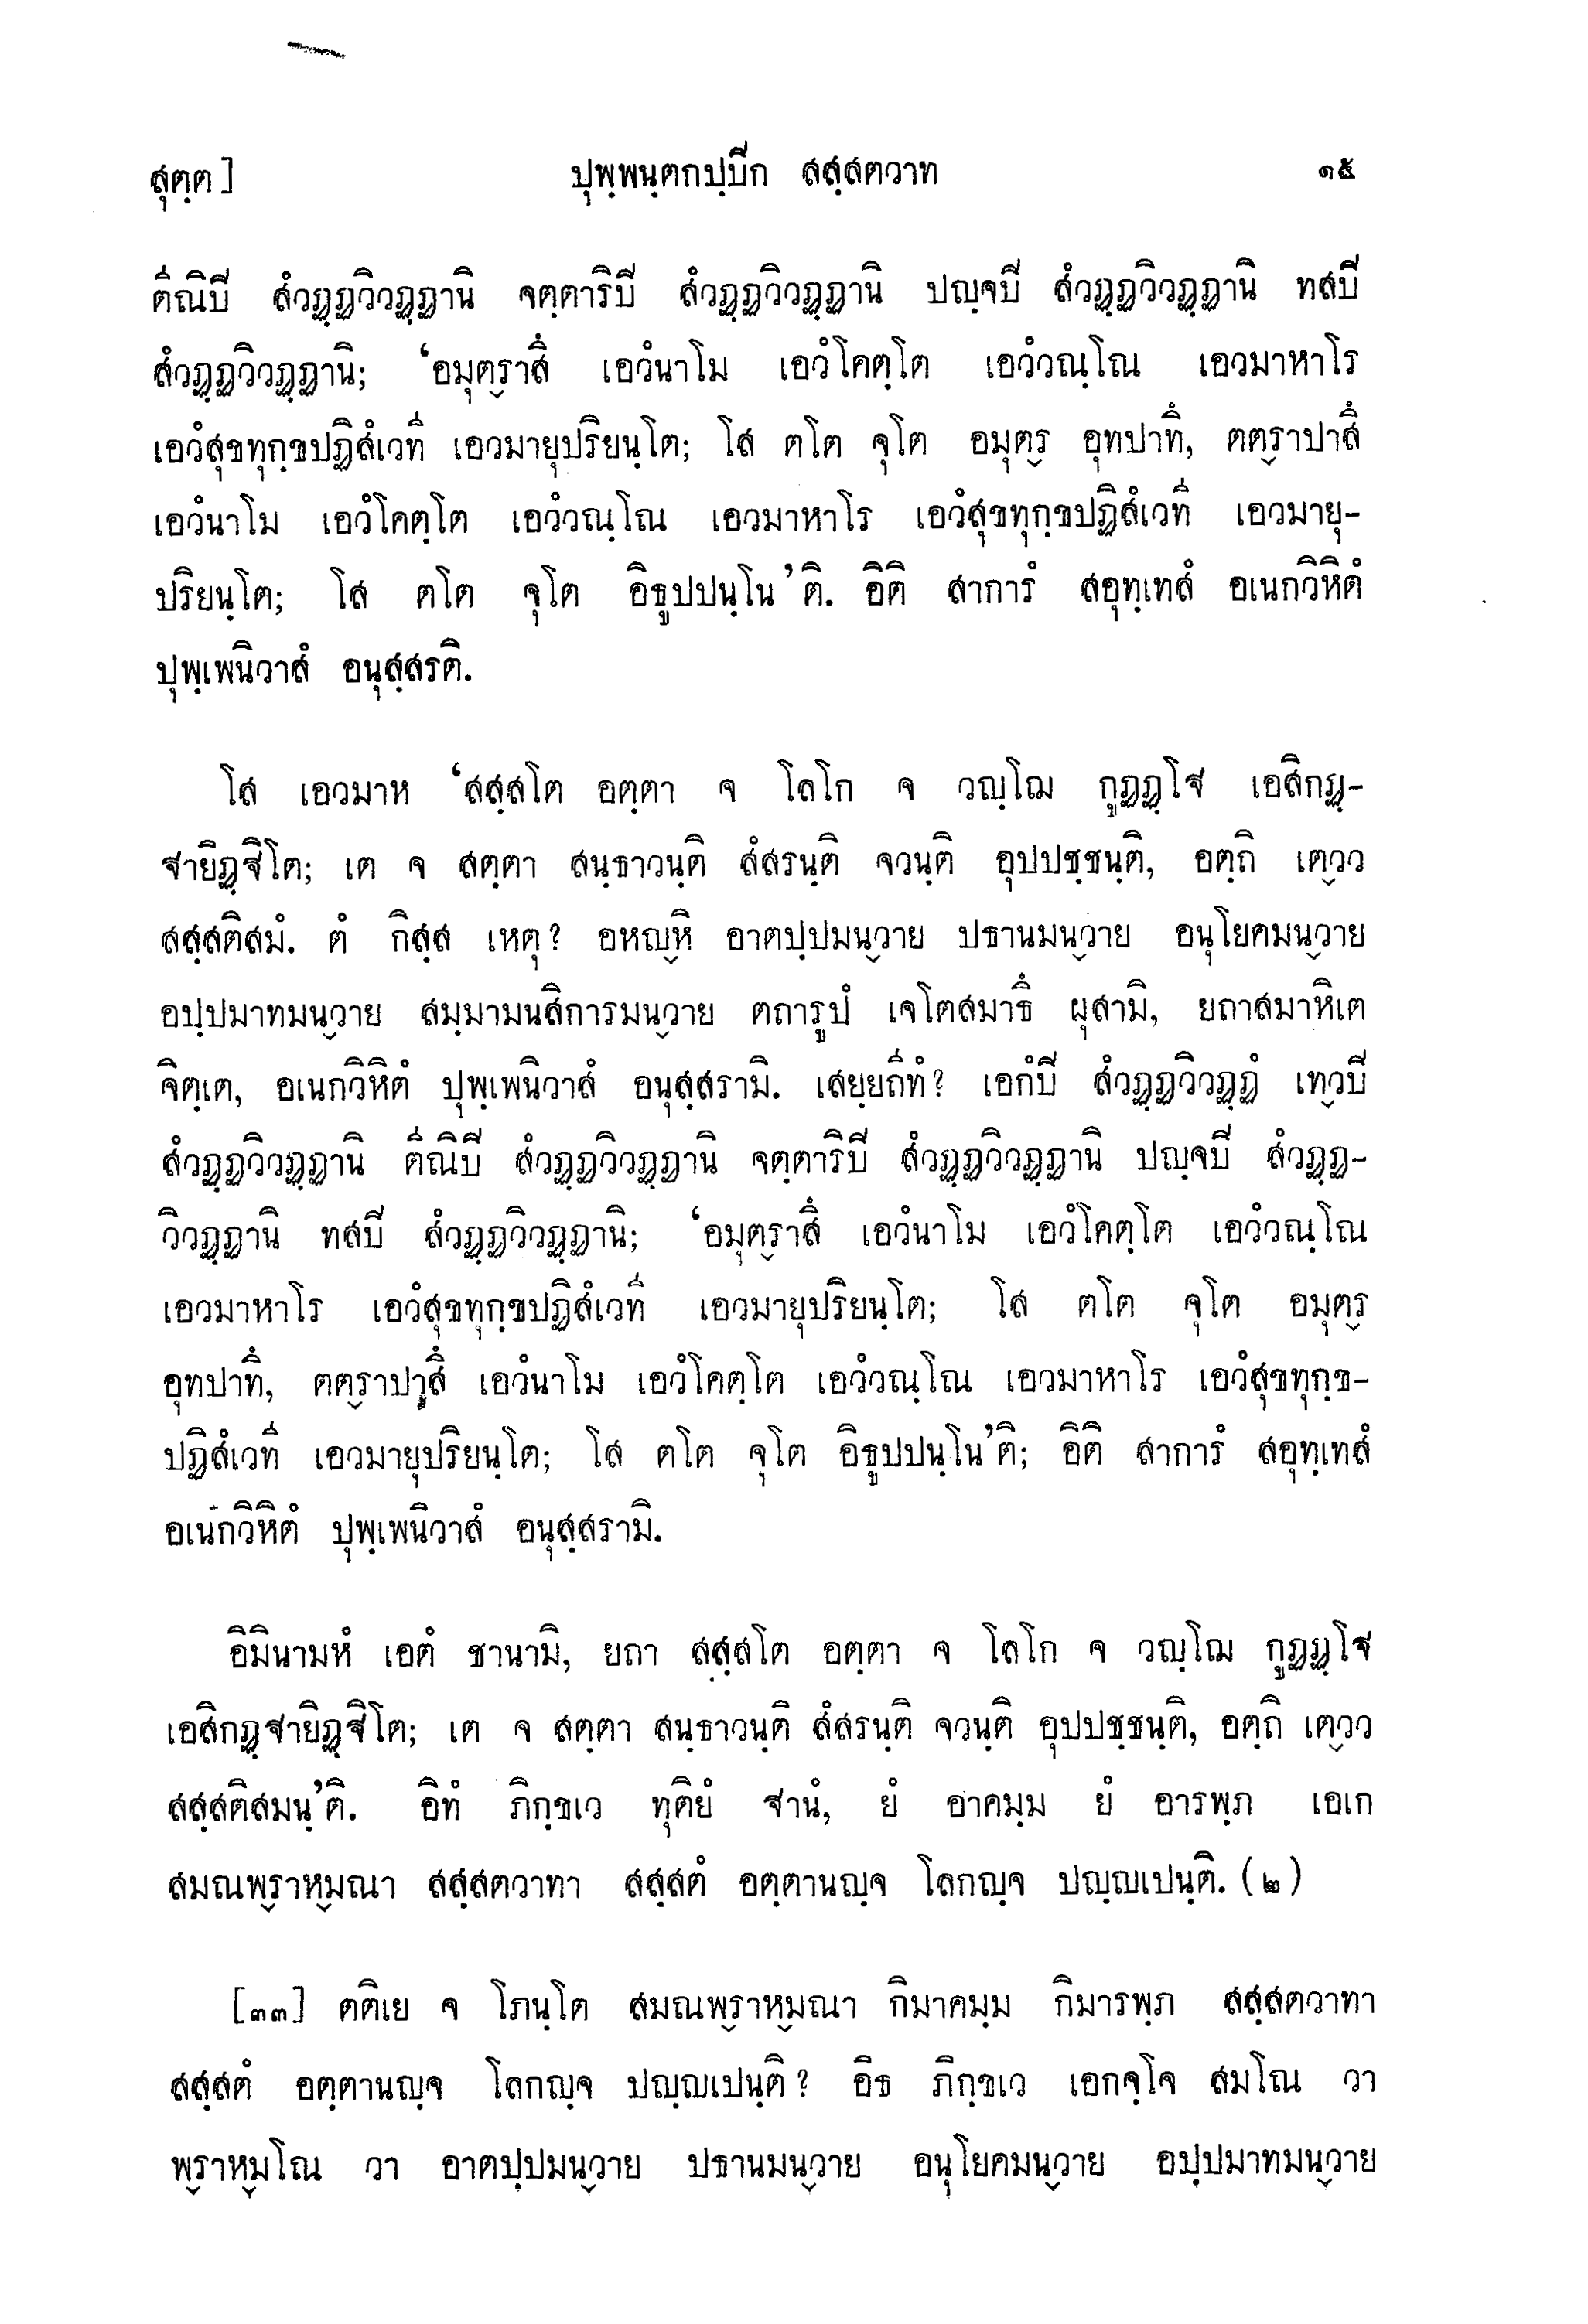 สุตฺต] ปุพฺพนฺตกปฺปิก สสฺสตวาท ๑๕
ตีณิปิ สํวฏฺฏวิวฏฺฏานิ จตฺตาริปิ สํวฏฺฏวิวฏฺฏานิ ปญฺจปิ สํวฏฺฏวิวฏฺฏานิ ทสปิ
สํวฏฺฏวิวฏฺฏานิ; ‘อมุต๎ราสึ เอวํนาโม เอวํโคตฺโต เอวํวณฺโณ เอวมาหาโร
เอวํสุขทุกฺขปฏิสํเวที เอวมายุปริยนฺโต; โส ตโต จุโต อมุต๎ร อุทปาทึ, ตต๎ราปาสึ
เอวํนาโม เอวํโคตฺโต เอวํวณฺโณ เอวมาหาโร เอวํสุขทุกฺขปฏิสํเวที เอวมายุ-
ปริยนฺโต; โส ตโต จุโต อิธูปปนฺโน’ติ. อิติ สาการํ สอุทฺเทสํ อเนกวิหิตํ
ปุพฺเพนิวาสํ อนุสฺสรติ.
โส เอวมาห ‘สสฺสโต อตฺตา จ โลโก จ วญฺโฌ กูฏฏฺโฐ เอสิกฏฺ-
ฐายิฏฺฐิโต; เต จ สตฺตา สนฺธาวนฺติ สํสรนฺติ จวนฺติ อุปปชฺชนฺติ, อตฺถิ เต๎วว
สสฺสติสมํ. ตํ กิสฺส เหตุ? อหญ๎หิ อาตปฺปมน๎วาย ปธานมน๎วาย อนุโยคมน๎วาย
อปฺปมาทมน๎วาย สมฺมามนสิการมน๎วาย ตถารูปํ เจโตสมาธึ ผุสามิ, ยถาสมาหิเต
จิตฺเต, อเนกวิหิตํ ปุพฺเพนิวาสํ อนุสฺสรามิ. เสยฺยถีทํ? เอกํปิ สํวฏฺฏวิวฏฺฏํ เท๎วปิ
สํวฏฺฏวิวฏฺฏานิ ตีณิปิ สํวฏฺฏวิวฏฺฏานิ จตฺตาริปิ สํวฏฺฏวิวฏฺฏานิ ปญฺจปิ สํวฏฺฏ-
วิวฏฺฏานิ ทสปิ สํวฏฺฏวิวฏฺฏานิ; ‘อมุต๎ราสึ เอวํนาโม เอวํโคตฺโต เอวํวณฺโณ
เอวมาหาโร เอวํสุขทุกฺขปฏิสํเวที เอวมายุปริยนฺโต; โส ตโต จุโต อมุต๎ร
อุทปาทึ, ตต๎ราปาสึ เอวํนาโม เอวํโคตฺโต เอวํวณฺโณ เอวมาหาโร เอวํสุขทุกฺข-
ปฏิสํเวที เอวมายุปริยนฺโต; โส ตโต จุโต อิธูปปนฺโน’ติ; อิติ สาการํ สอุทฺเทสํ
อเนกวิหิตํ ปุพฺเพนิวาสํ อนุสฺสรามิ.
อิมินามหํ เอตํ ชานามิ, ยถา สสฺสโต อตฺตา จ โลโก จ วญฺโฌ กูฏฏฺโฐ
เอสิกฏฺฐายิฏฺฐิโต; เต จ สตฺตา สนฺธาวนฺติ สํสรนฺติ จวนฺติ อุปปชฺชนฺติ, อตฺถิ เต๎วว
สสฺสติสมนฺ’ติ. อิทํ ภิกฺขเว ทุติยํ ฐานํ, ยํ อาคมฺม ยํ อารพฺภ เอเก
สมณพ๎ราห๎มณา สสฺสตวาทา สสฺสตํ อตฺตานญฺจ โลกญฺจ ปญฺญเปนฺติ. (๒)
[๓๓] ตติเย จ โภนฺโต สมณพ๎ราห๎มณา กิมาคมฺม กิมารพฺภ สสฺสตวาทา
สสฺสตํ อตฺตานญฺจ โลกญฺจ ปญฺญเปนฺติ? อิธ ภิกฺขเว เอกจฺโจ สมโณ วา
พ๎ราห๎มโณ วา อาตปฺปมน๎วาย ปธานมน๎วาย อนุโยคมน๎วาย อปฺปมาทมน๎วาย